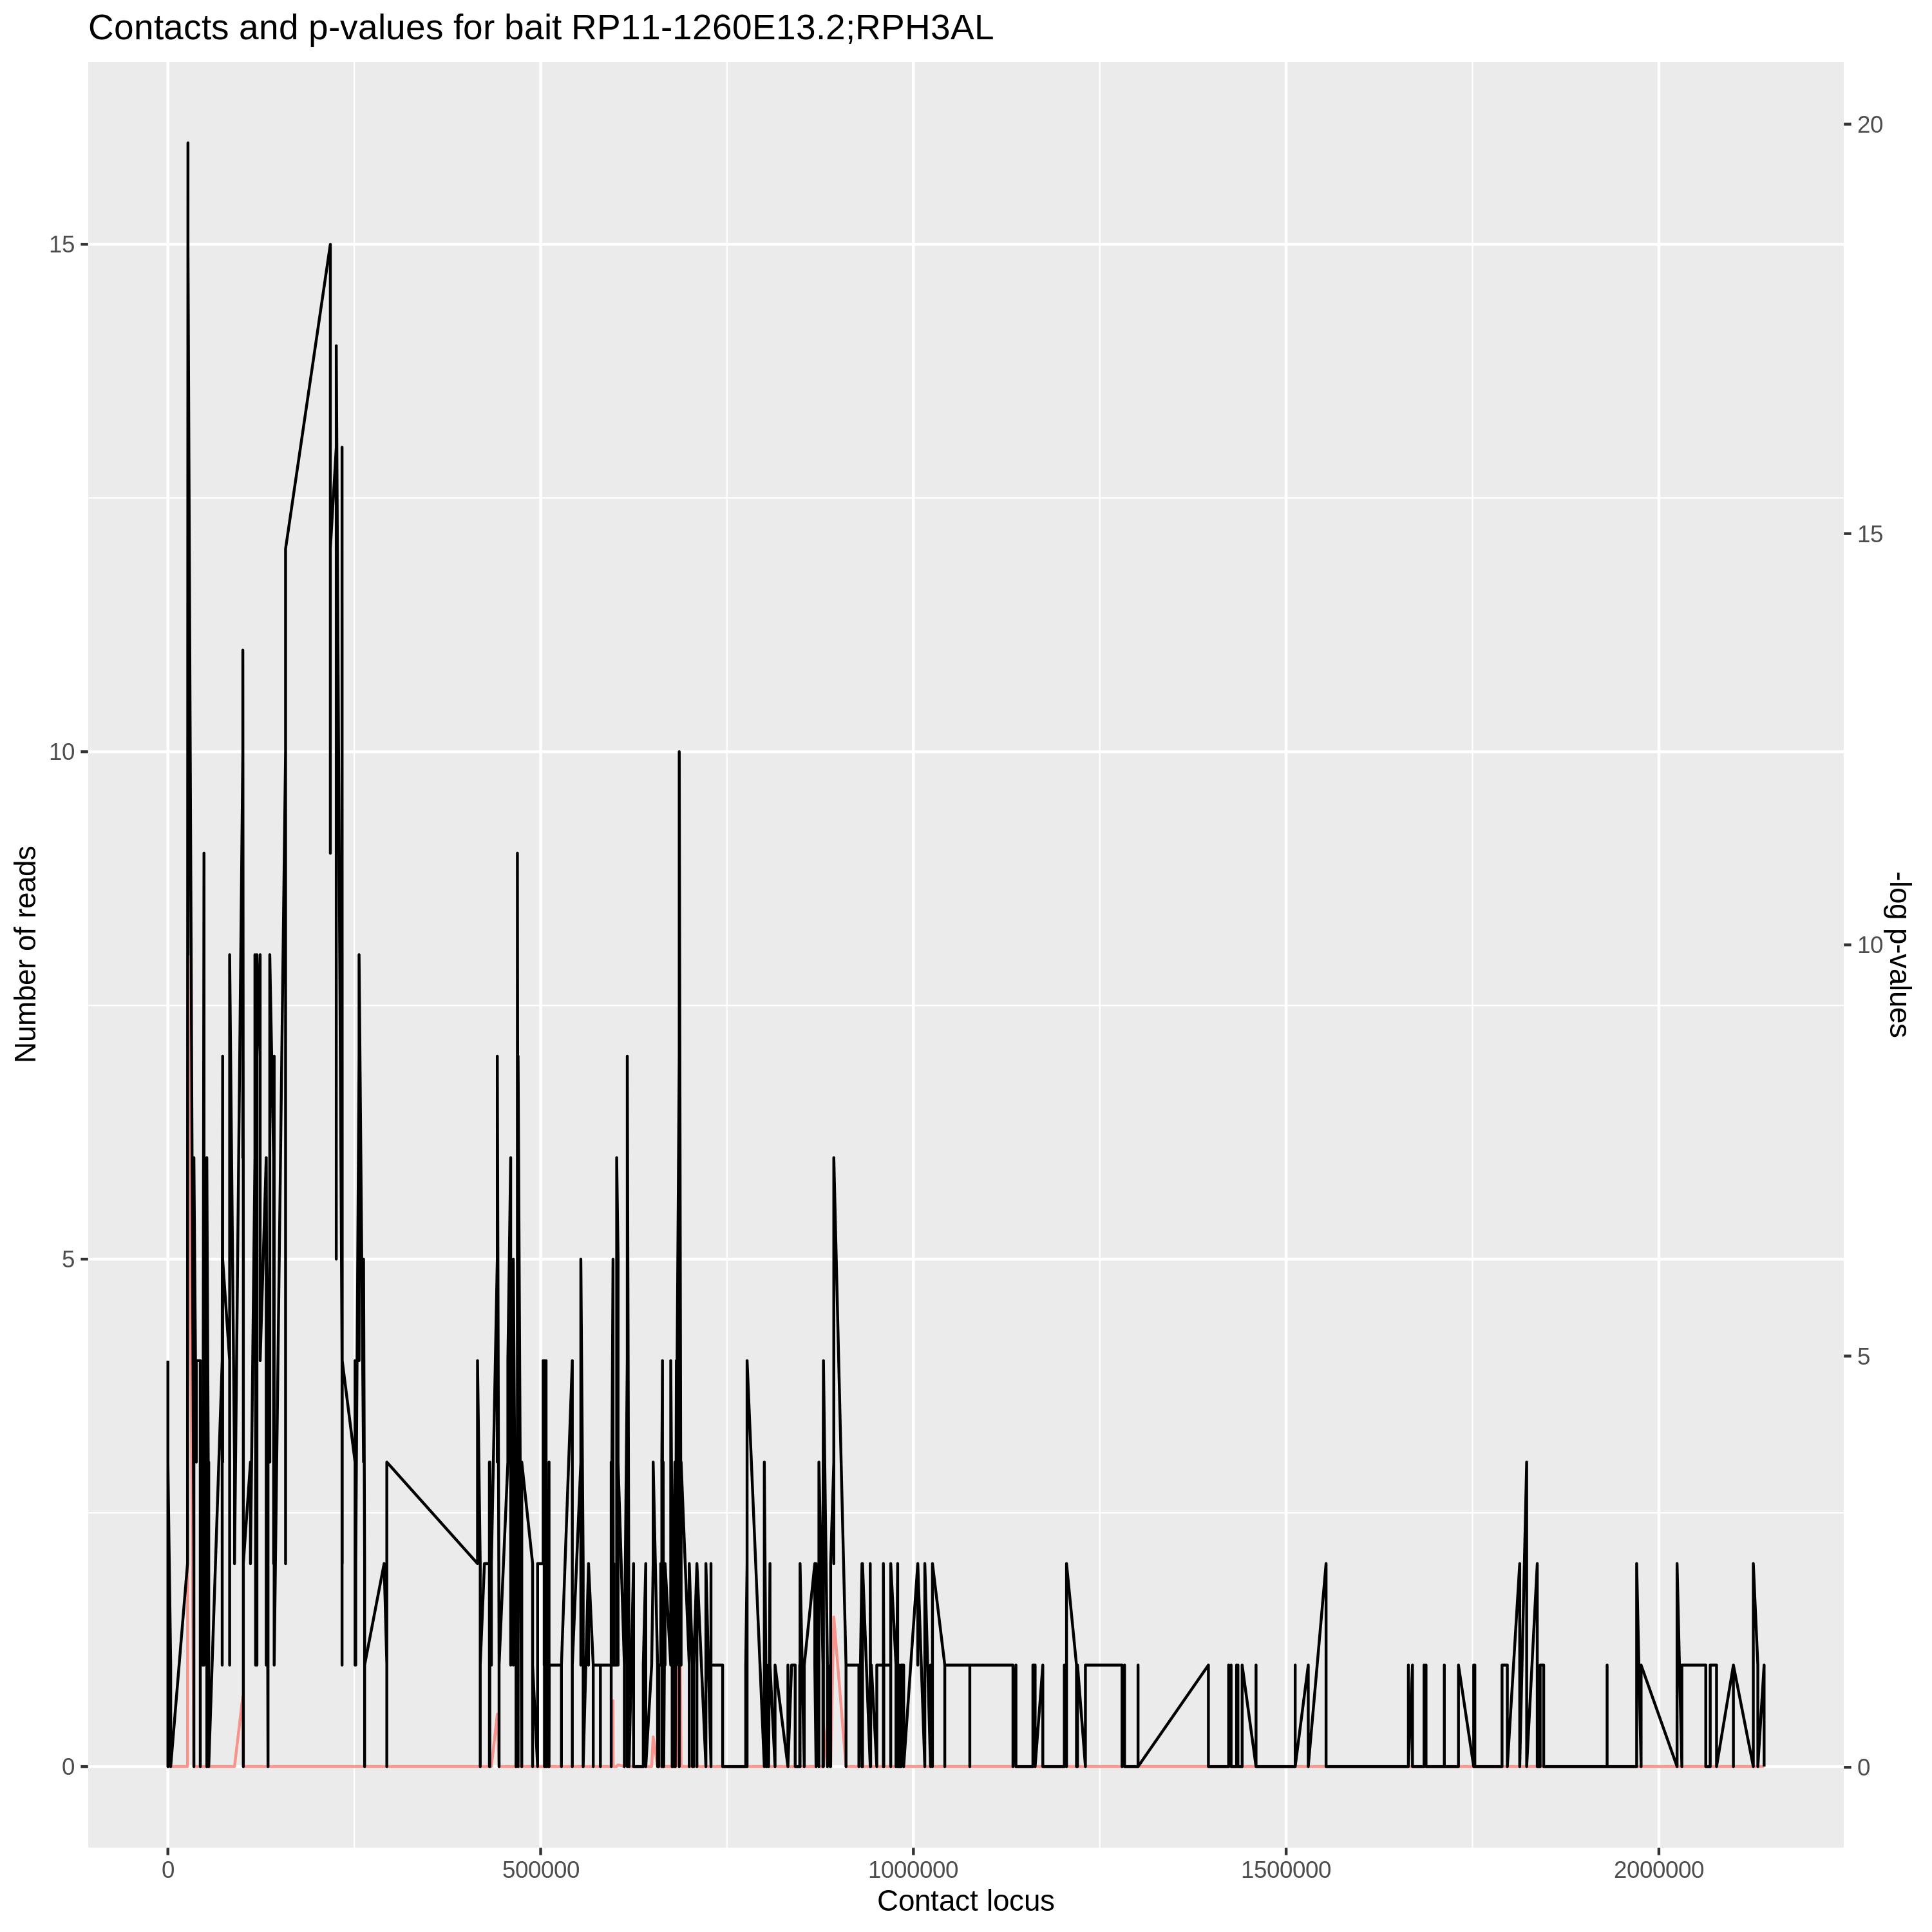 Contacts and p-values for bait RP11-1260E13.2;RPH3AL
20
15
15
10
10
5
5
0
0
Number of reads
-log p-values
0 500000 1000000 1500000 2000000
Contact locus